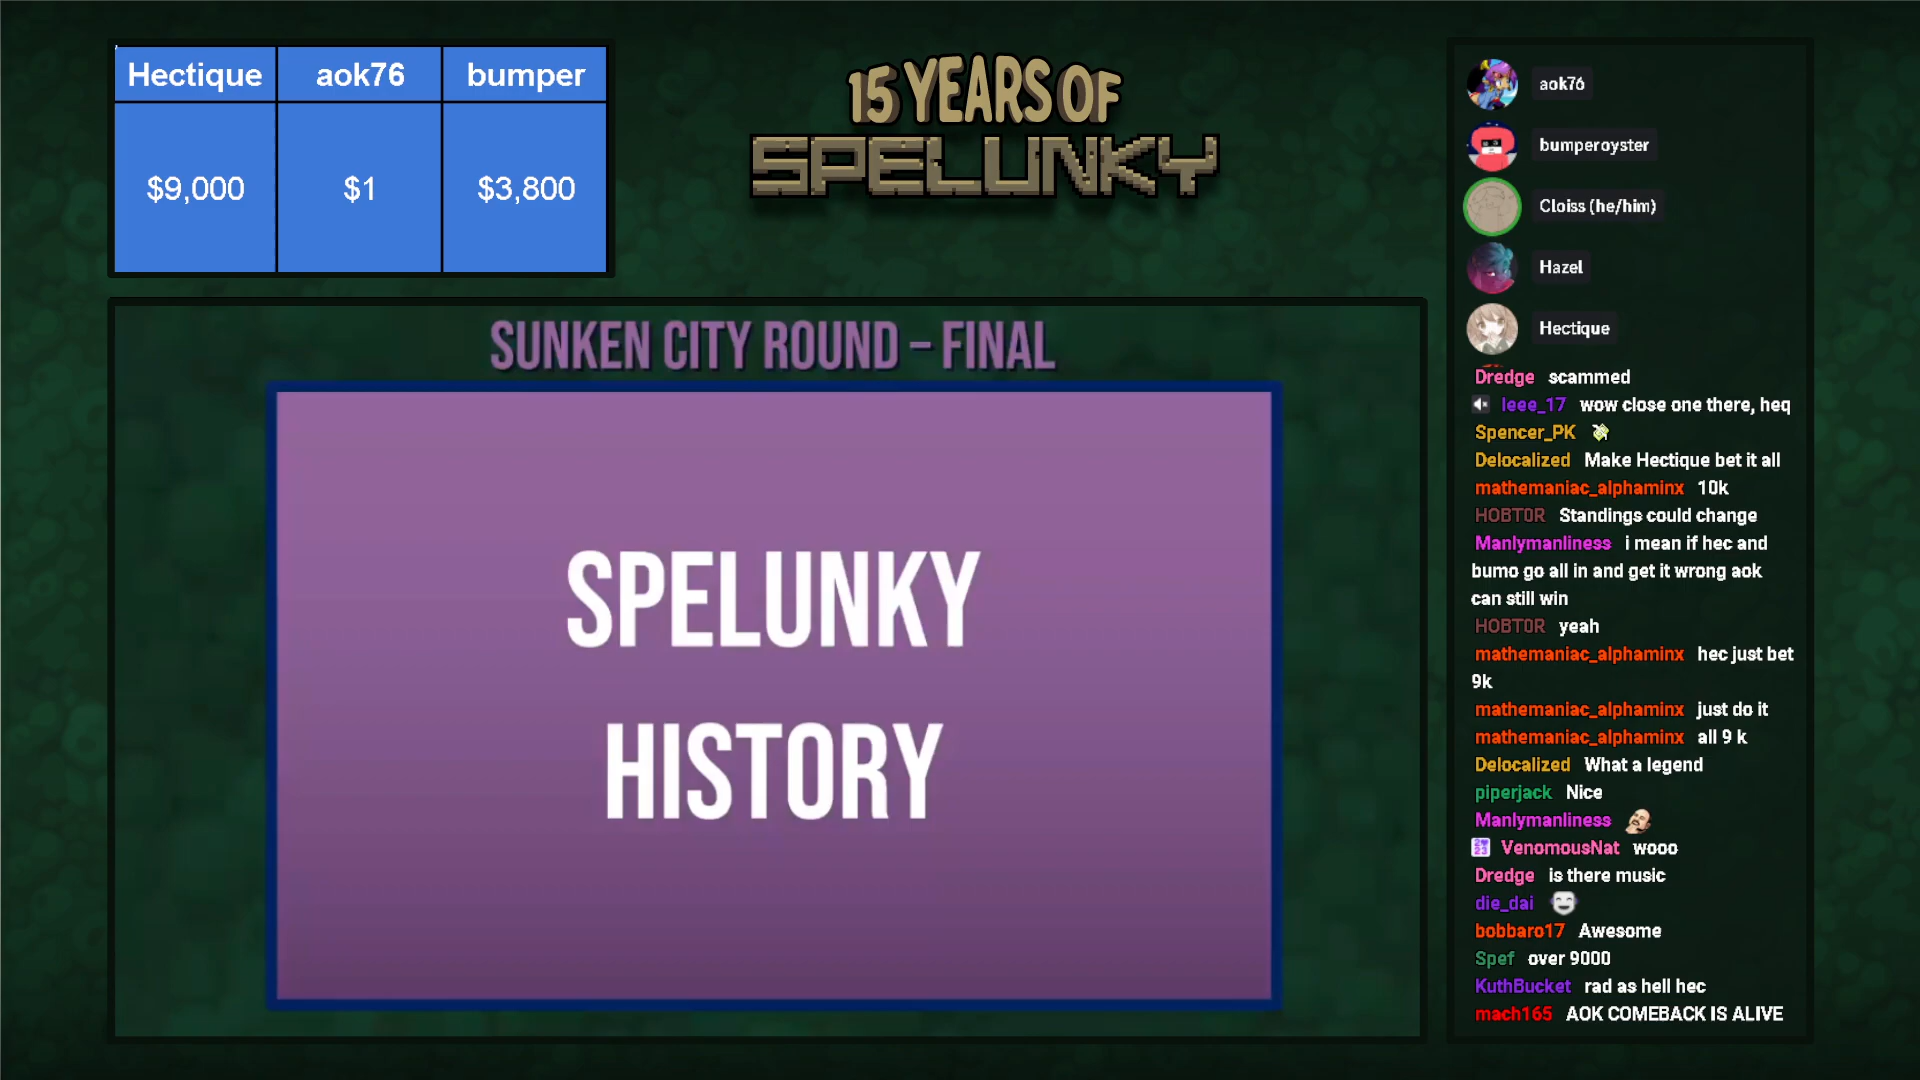 Hectique aok76 bumper
$9,000 $1 $3,800
15 YEARS OF
SPELUNKY
SUNKEN CITY ROUND – FINAL
SPELUNKY
HISTORY
aok76
bumperoyster
Cloiss (he/him)
Hazel
Hectique
Dredge scammed
leee_17 wow close one there, heq
Spencer_PK
Delocalized Make Hectique bet it all
mathemaniac_alphaminx 10k
HOBT0R Standings could change
Manlymanliness i mean if hec and
bumo go all in and get it wrong aok
can still win
HOBT0R yeah
mathemaniac_alphaminx hec just bet
9k
mathemaniac_alphaminx just do it
mathemaniac_alphaminx all 9 k
Delocalized What a legend
piperjack Nice
Manlymanliness
VenomousNat wooo
Dredge is there music
die_dai
bobbaro17 Awesome
Spef over 9000
KuthBucket rad as hell hec
mach165 AOK COMEBACK IS ALIVE